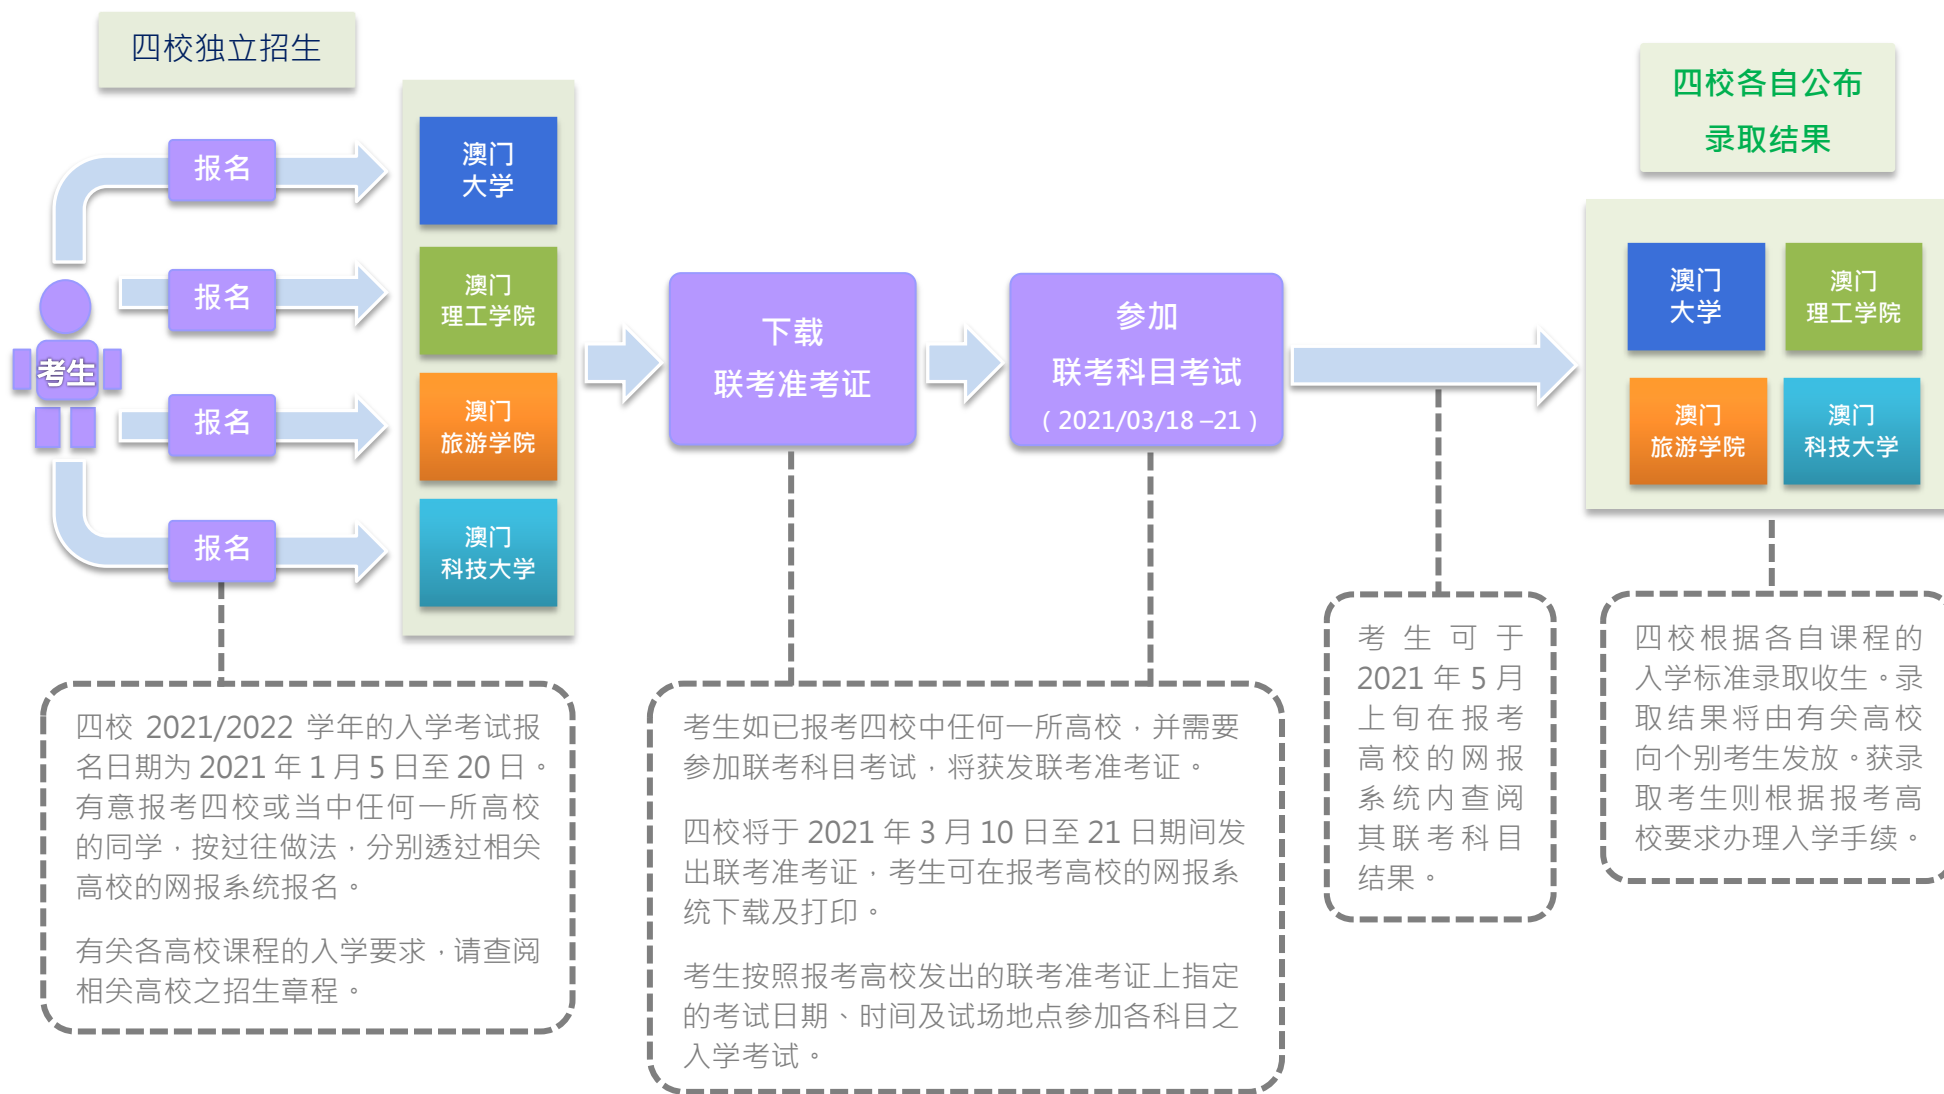 四校独立招生
报名
报名
考生
报名
报名
澳门
大学
澳门
理工学院
澳门
旅游学院
澳门
科技大学
下载
联考准考证
参加
联考科目考试
（2021/03/18 –21）
四校各自公布
录取结果
澳门
大学
澳门
理工学院
澳门
旅游学院
澳门
科技大学
四校 2021/2022 学年的入学考试报
名日期为 2021 年 1 月 5 日至 20 日。
有意报考四校或当中任何一所高校
的同学，按过往做法，分别透过相关
高校的网报系统报名。
有关各高校课程的入学要求，请查阅
相关高校之招生章程。
考生如已报考四校中任何一所高校，并需要
参加联考科目考试，将获发联考准考证。
四校将于 2021 年 3 月 10 日至 21 日期间发
出联考准考证，考生可在报考高校的网报系
统下载及打印。
考生按照报考高校发出的联考准考证上指定
的考试日期、时间及试场地点参加各科目之
入学考试。
考生可于
2021 年 5 月
上旬在报考
高校的网报
系统内查阅
其联考科目
结果。
四校根据各自课程的
入学标准录取收生。录
取结果将由有关高校
向个别考生发放。获录
取考生则根据报考高
校要求办理入学手续。